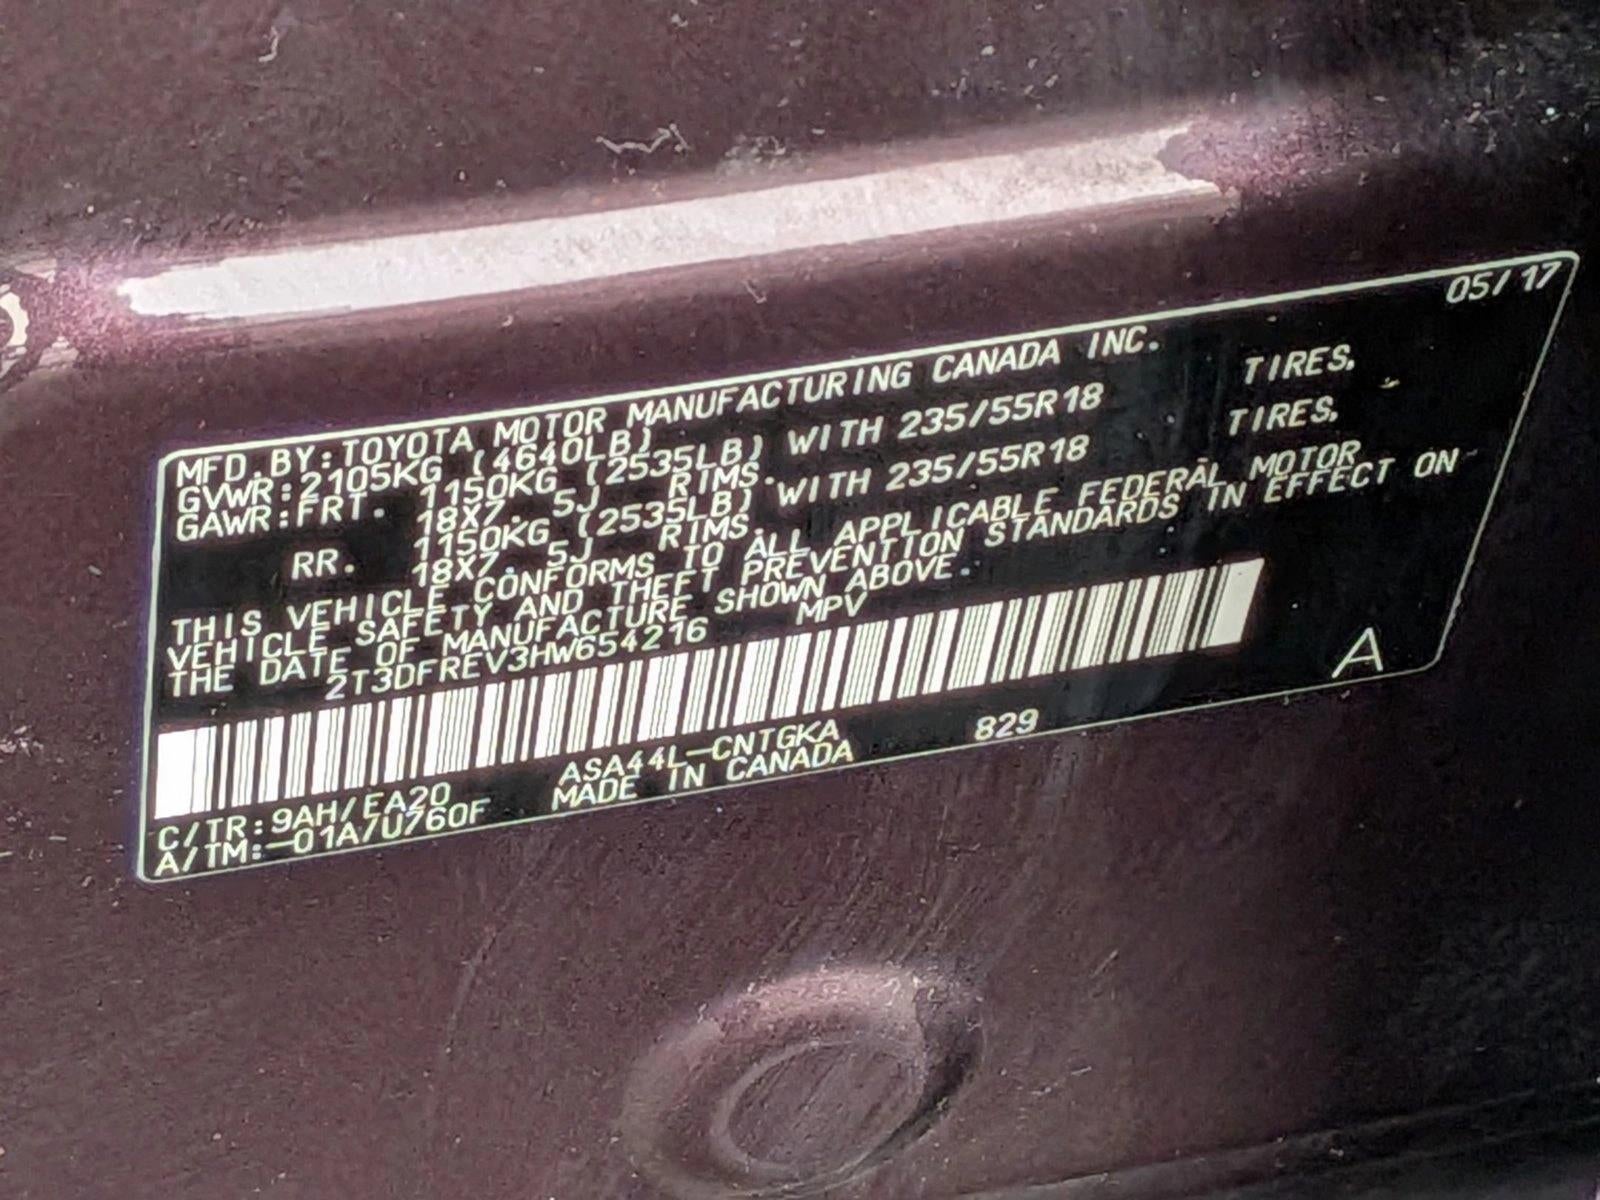 05/17
MFD.BY:TOYOTA MOTOR MANUFACTURING CANADA INC.
GVWR:2105KG (4640LB)
GAWR:FRT. 1150KG (2535LB) WITH 235/55R18 TIRES,
18X7.5J RIMS.
RR. 1150KG (2535LB) WITH 235/55R18 TIRES,
18X7.5J RIMS.
THIS VEHICLE CONFORMS TO ALL APPLICABLE FEDERAL MOTOR
VEHICLE SAFETY AND THEFT PREVENTION STANDARDS IN EFFECT ON
THE DATE OF MANUFACTURE SHOWN ABOVE.
2T3DFREV3HW654216 MPV
A
C/TR:9AH/EA20 ASA44L-CNTGKA 829
A/TM:-01A/U760F MADE IN CANADA